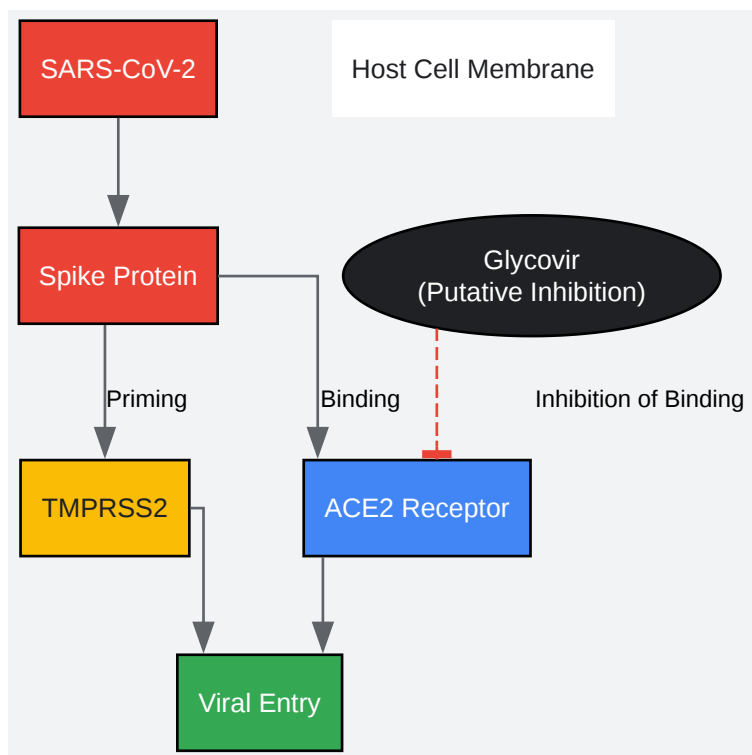 SARS-CoV-2
Host Cell Membrane
Spike Protein
Glycovir
(Putative Inhibition)
Priming
Binding
Inhibition of Binding
TMPRSS2
ACE2 Receptor
Viral Entry